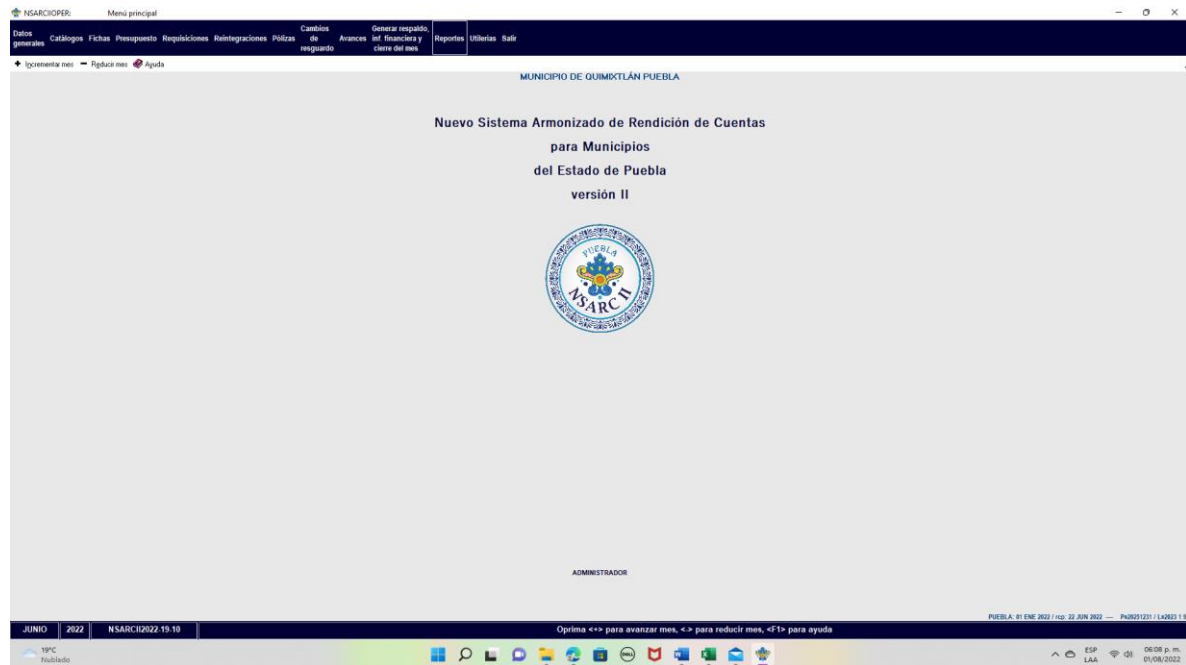 NSARCIIOPER: Menú principal
Datos generales Catálogos Fichas Presupuesto Requisiciones Reintegraciones Pólizas Cambios de resguardo Avances Generar respaldo, inf. financiera y cierre del mes Reportes Utilerias Salir
Incrementar mes Reducir mes Ayuda
MUNICIPIO DE QUIMIXTLÁN PUEBLA
Nuevo Sistema Armonizado de Rendición de Cuentas
para Municipios
del Estado de Puebla
versión II
PUEBLA
NSARC II
ADMINISTRADOR
PUEBLA: 01 ENE 2022 / rcp: 22 JUN 2022 —
JUNIO 2022 NSARCII2022-19-10 Oprima <+> para avanzar mes, <-> para reducir mes, <F1> para ayuda
19°C
Nublado
DELL
ESP
LAA
06:08 p. m.
01/08/2022